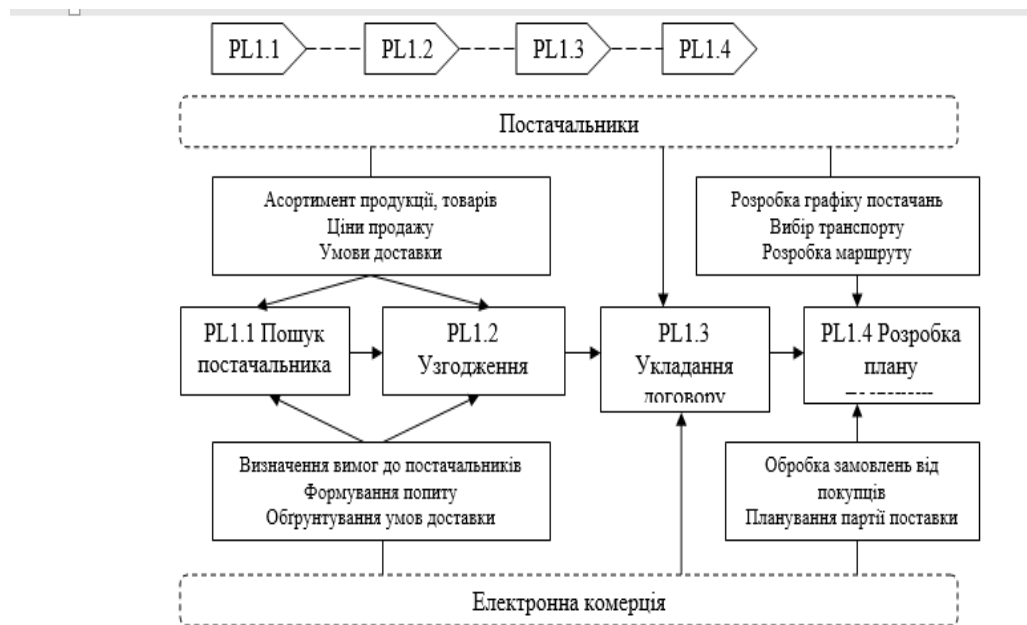 PL1.1
PL1.2
PL1.3
PL1.4
Постачальники
Асортимент продукції, товарів
Ціни продажу
Умови доставки
Розробка графіку постачань
Вибір транспорту
Розробка маршруту
PL1.1 Пошук
постачальника
PL1.2
Узгодження
PL1.3
Укладання
договору
PL1.4 Розробка
плану
Визначення вимог до постачальників
Формування попиту
Обґрунтування умов доставки
Обробка замовлень від
покупців
Планування партії поставки
Електронна комерція